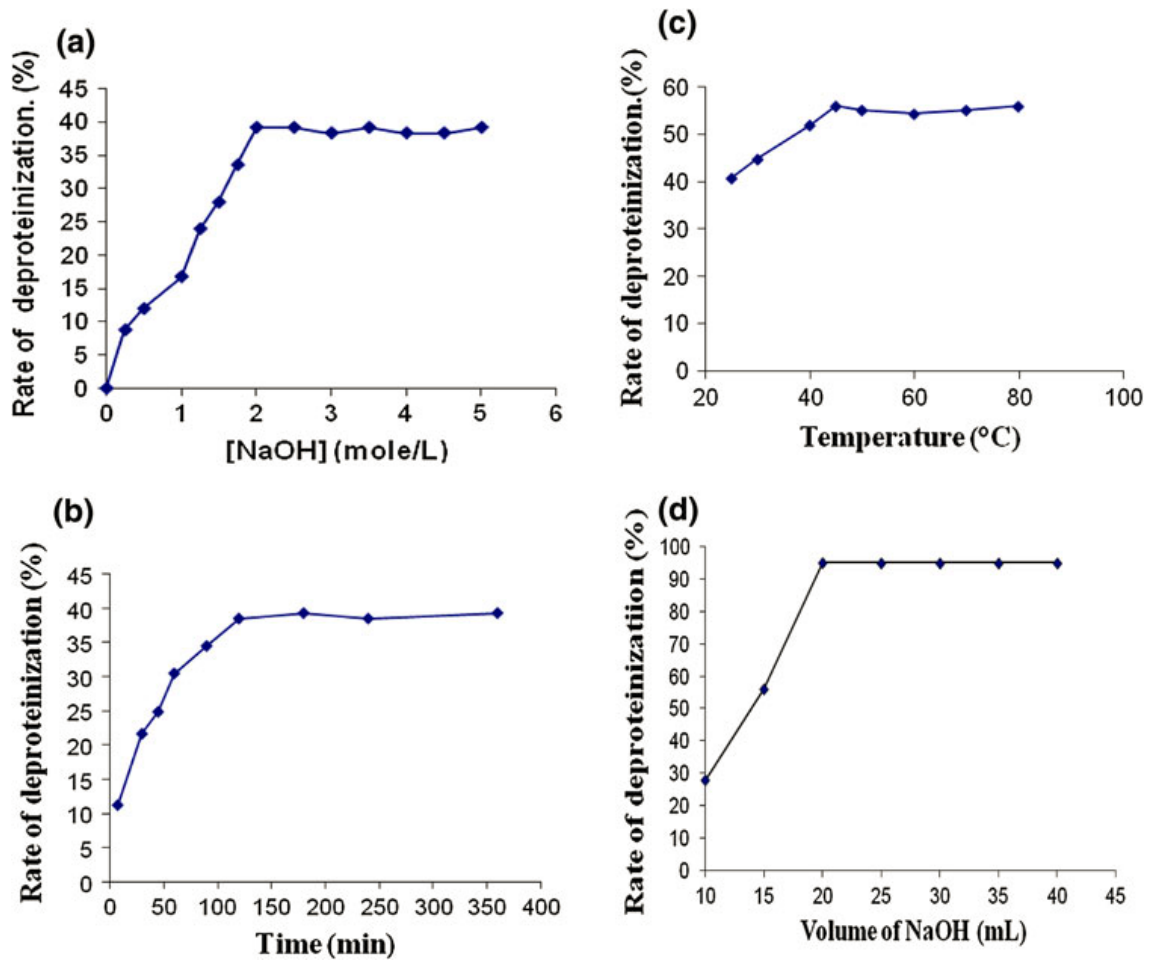 (a)
Rate of deproteinization. (%)
45
40
35
30
25
20
15
10
5
0
0 1 2 3 4 5 6
[NaOH] (mole/L)
(c)
Rate of deproteinization.(%)
60
50
40
30
20
10
0
20 40 60 80 100
Temperature (°C)
(b)
Rate of deproteinization (%)
45
40
35
30
25
20
15
10
5
0
0 50 100 150 200 250 300 350 400
Time (min)
(d)
Rate of deproteinizatiion (%)
100
90
80
70
60
50
40
30
20
10
0
10 15 20 25 30 35 40 45
Volume of NaOH (mL)